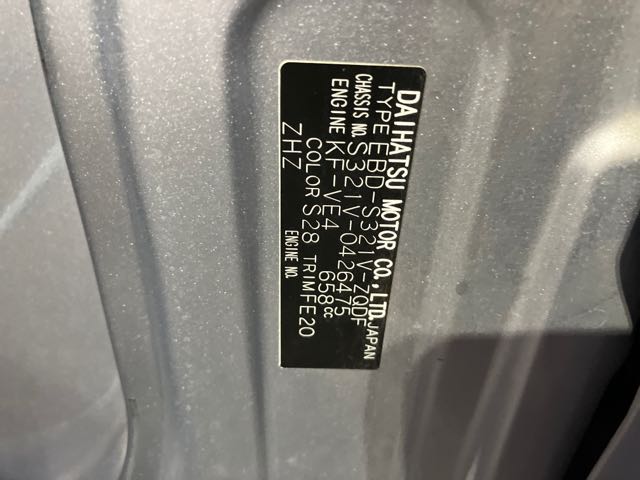 DAIHATSU MOTOR CO.,LTD. JAPAN
TYPE EBD-S321V-ZQDF
CHASSIS NO. S321V-0426475
ENGINE KF-VE4 658cc
COLOR S28 TRIM FE20
ZHZ ENGINE NO.